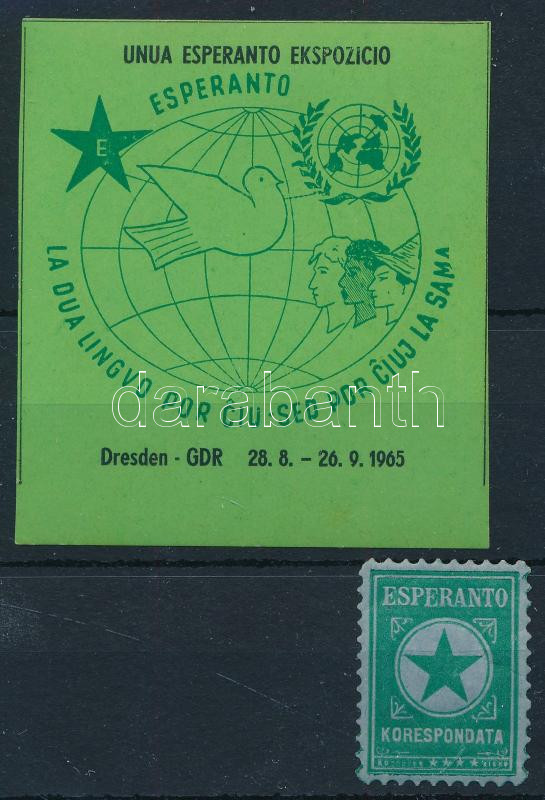 UNUA ESPERANTO EKSPOZICIO
ESPERANTO
E
LA DUA LINGVO POR ĈIU-SED POR ĈIUJ LA SAMA
darabanth
Dresden - GDR 28. 8. – 26. 9. 1965
ESPERANTO
KORESPONDATA